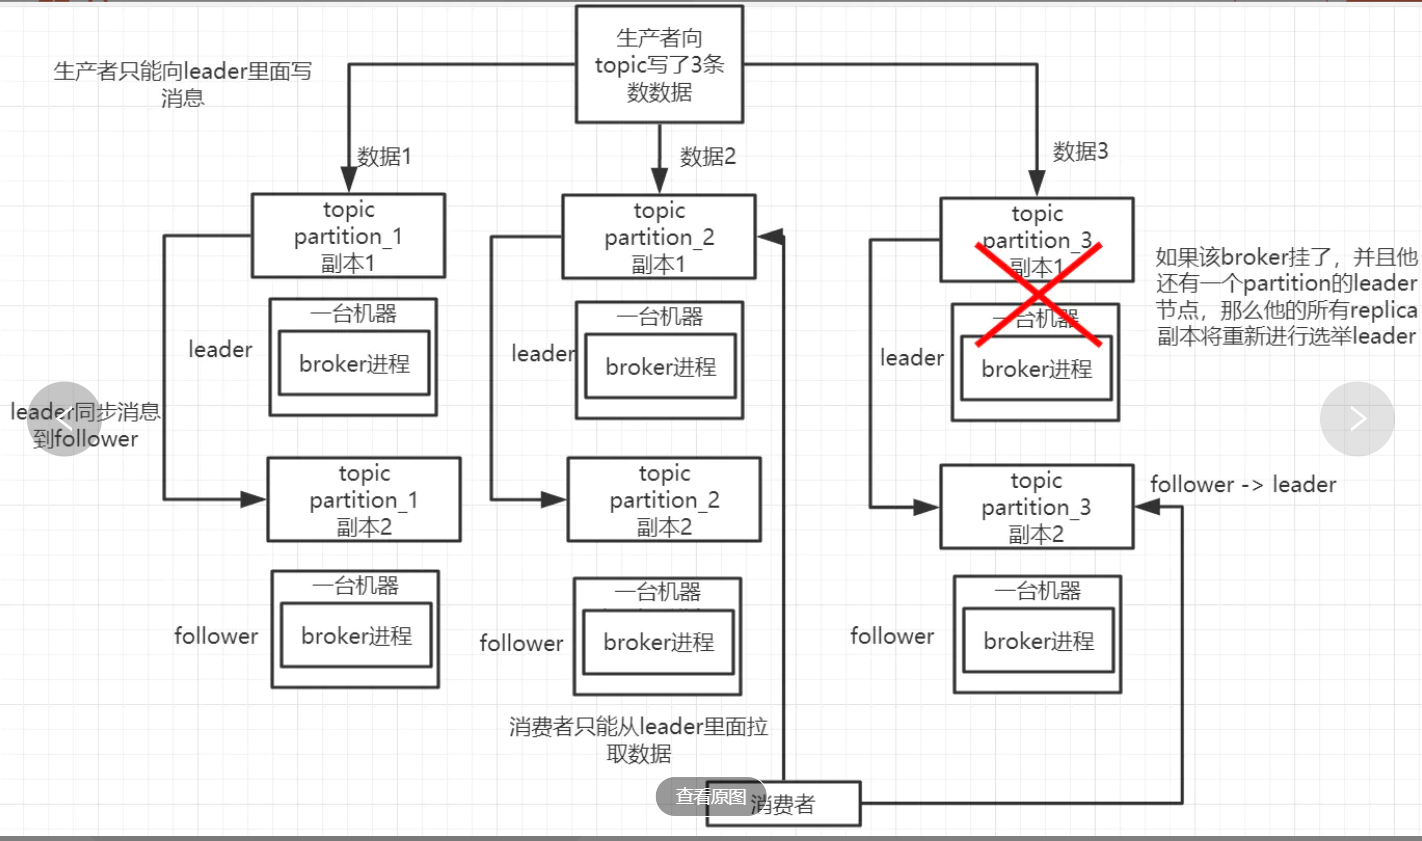 生产者向
topic写了3条
数数据
生产者只能向leader里面写
消息
数据1
数据2
数据3
topic
partition_1
副本1
topic
partition_2
副本1
topic
partition_3
副本1
如果该broker挂了，并且他
还有一个partition的leader
节点，那么他的所有replica
副本将重新进行选举leader
一台机器
broker进程
leader
一台机器
broker进程
leader
一台机器
broker进程
leader
leader同步消息
到follower
topic
partition_1
副本2
topic
partition_2
副本2
topic
partition_3
副本2
follower -> leader
一台机器
broker进程
follower
一台机器
broker进程
follower
一台机器
broker进程
follower
消费者只能从leader里面拉
取数据
查看原图
消费者